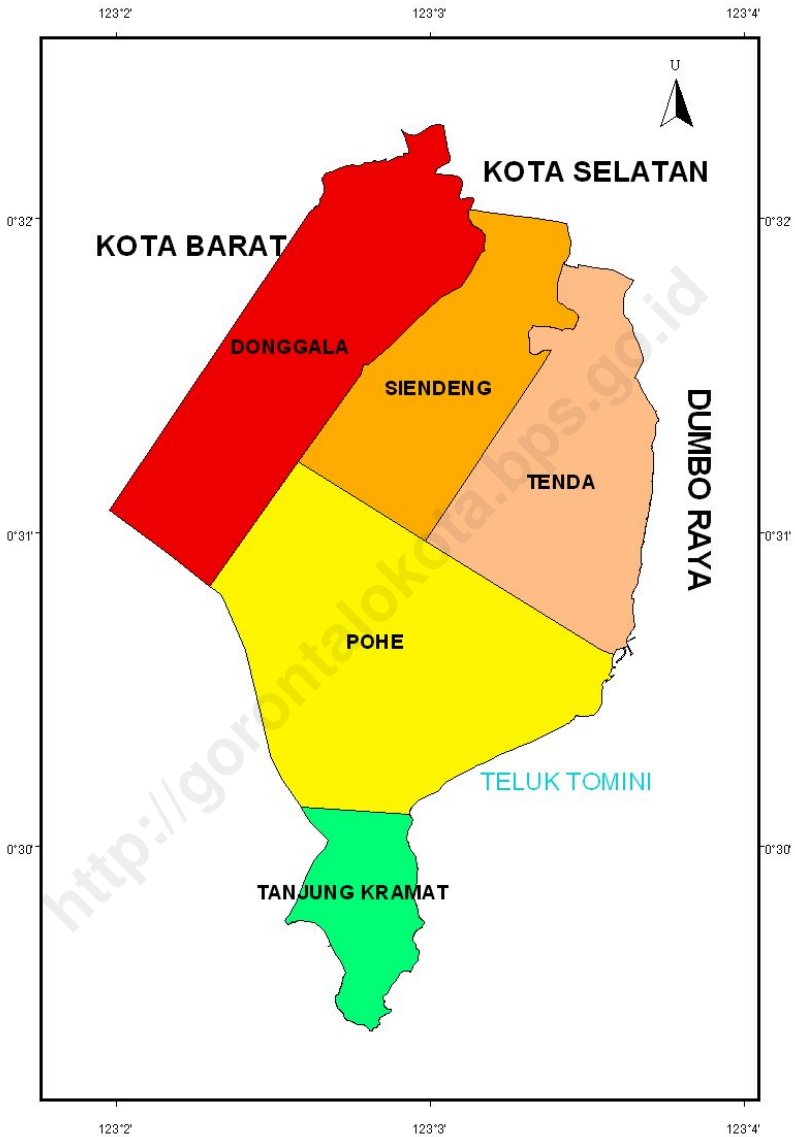 123°2' 123°3' 123°4'
U
KOTA SELATAN
0°32' 0°32'
KOTA BARAT
DONGGALA
SIENDENG
DUMBO RAYA
TENDA
0°31' 0°31'
POHE
TELUK TOMINI
0°30' 0°30'
TANJUNG KRAMAT
http://gorontalokota.bps.go.id
123°2' 123°3' 123°4'